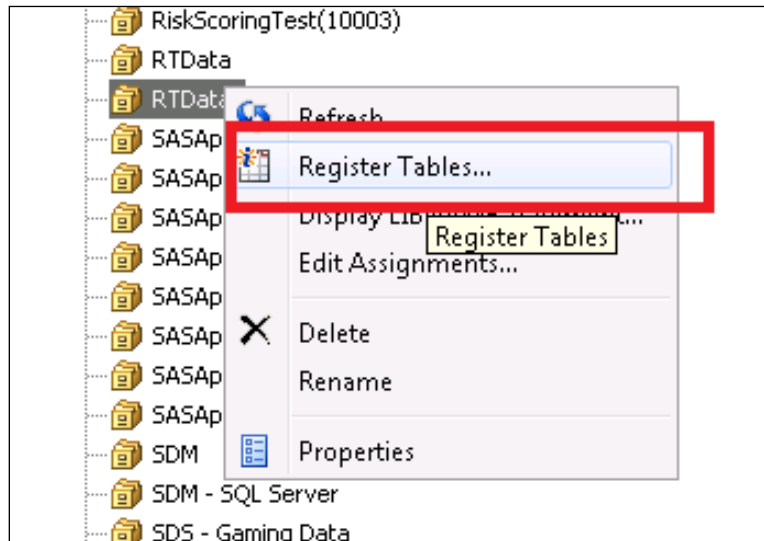 RiskScoringTest(10003)
RTData
RTData
Refresh
SASAp
Register Tables...
SASAp
SASAp
Register Tables
SASAp
Edit Assignments...
SASAp
SASAp
Delete
SASAp
Rename
SASAp
SDM
Properties
SDM - SQL Server
SDS - Gaming Data